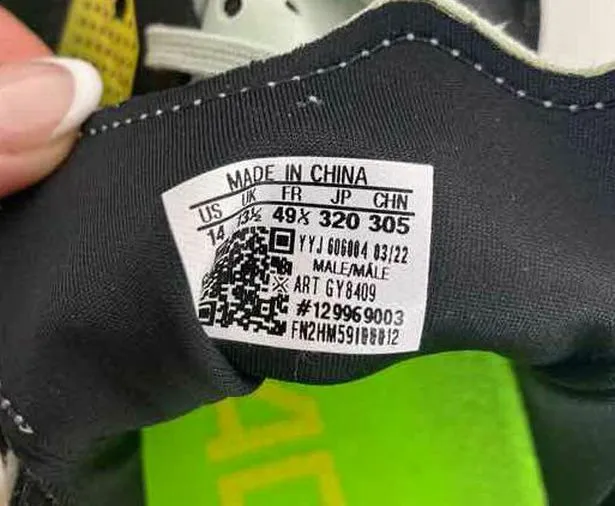 MADE IN CHINA
US UK FR JP CHN
14 13½ 49⅓ 320 305
YYJ 606004 03/22
MALE/MÂLE
ART GY8409
#129969003